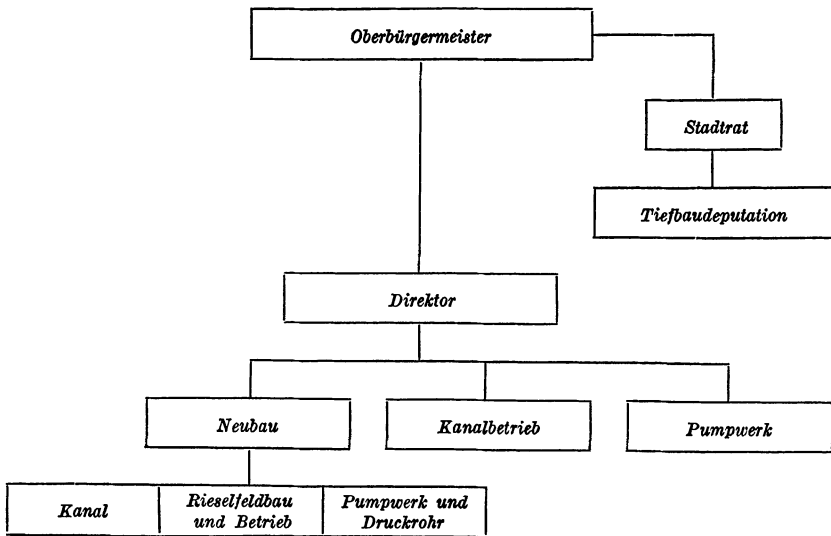 Oberbürgermeister
Stadtrat
Tiefbaudeputation
Direktor
Neubau
Kanalbetrieb
Pumpwerk
Kanal
Rieselfeldbau
und Betrieb
Pumpwerk und
Druckrohr